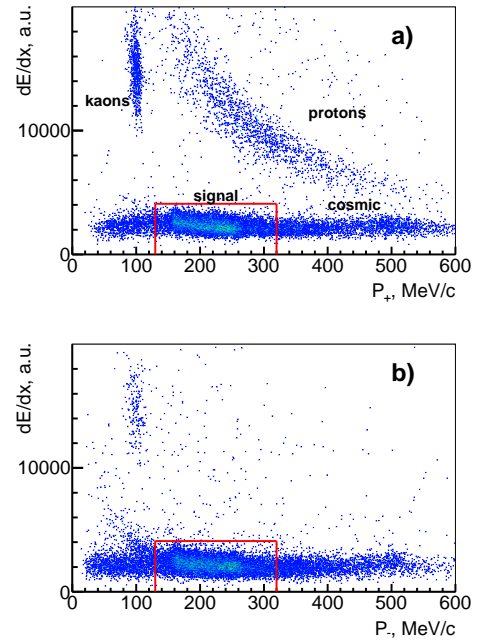 dE/dx, a.u.
a)
kaons
protons
10000
signal
cosmic
0
0 100 200 300 400 500 600
P+, MeV/c
dE/dx, a.u.
b)
10000
0
0 100 200 300 400 500 600
P-, MeV/c